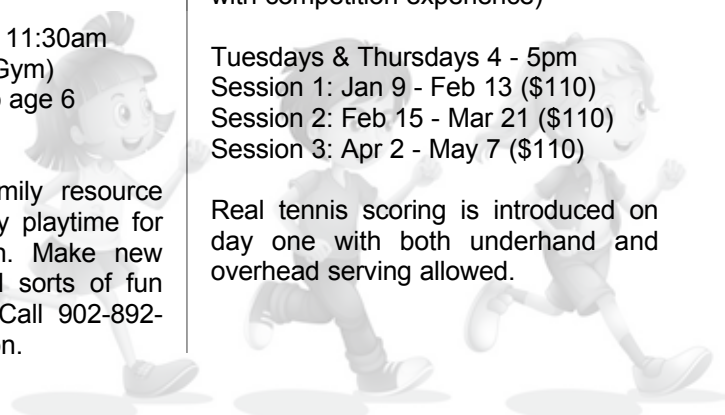 11:30am
Gym)
age 6
mily resource
y playtime for
n. Make new
l sorts of fun
Call 902-892-
on.
with competition experience)
Tuesdays & Thursdays 4 - 5pm
Session 1: Jan 9 - Feb 13 ($110)
Session 2: Feb 15 - Mar 21 ($110)
Session 3: Apr 2 - May 7 ($110)
Real tennis scoring is introduced on
day one with both underhand and
overhead serving allowed.